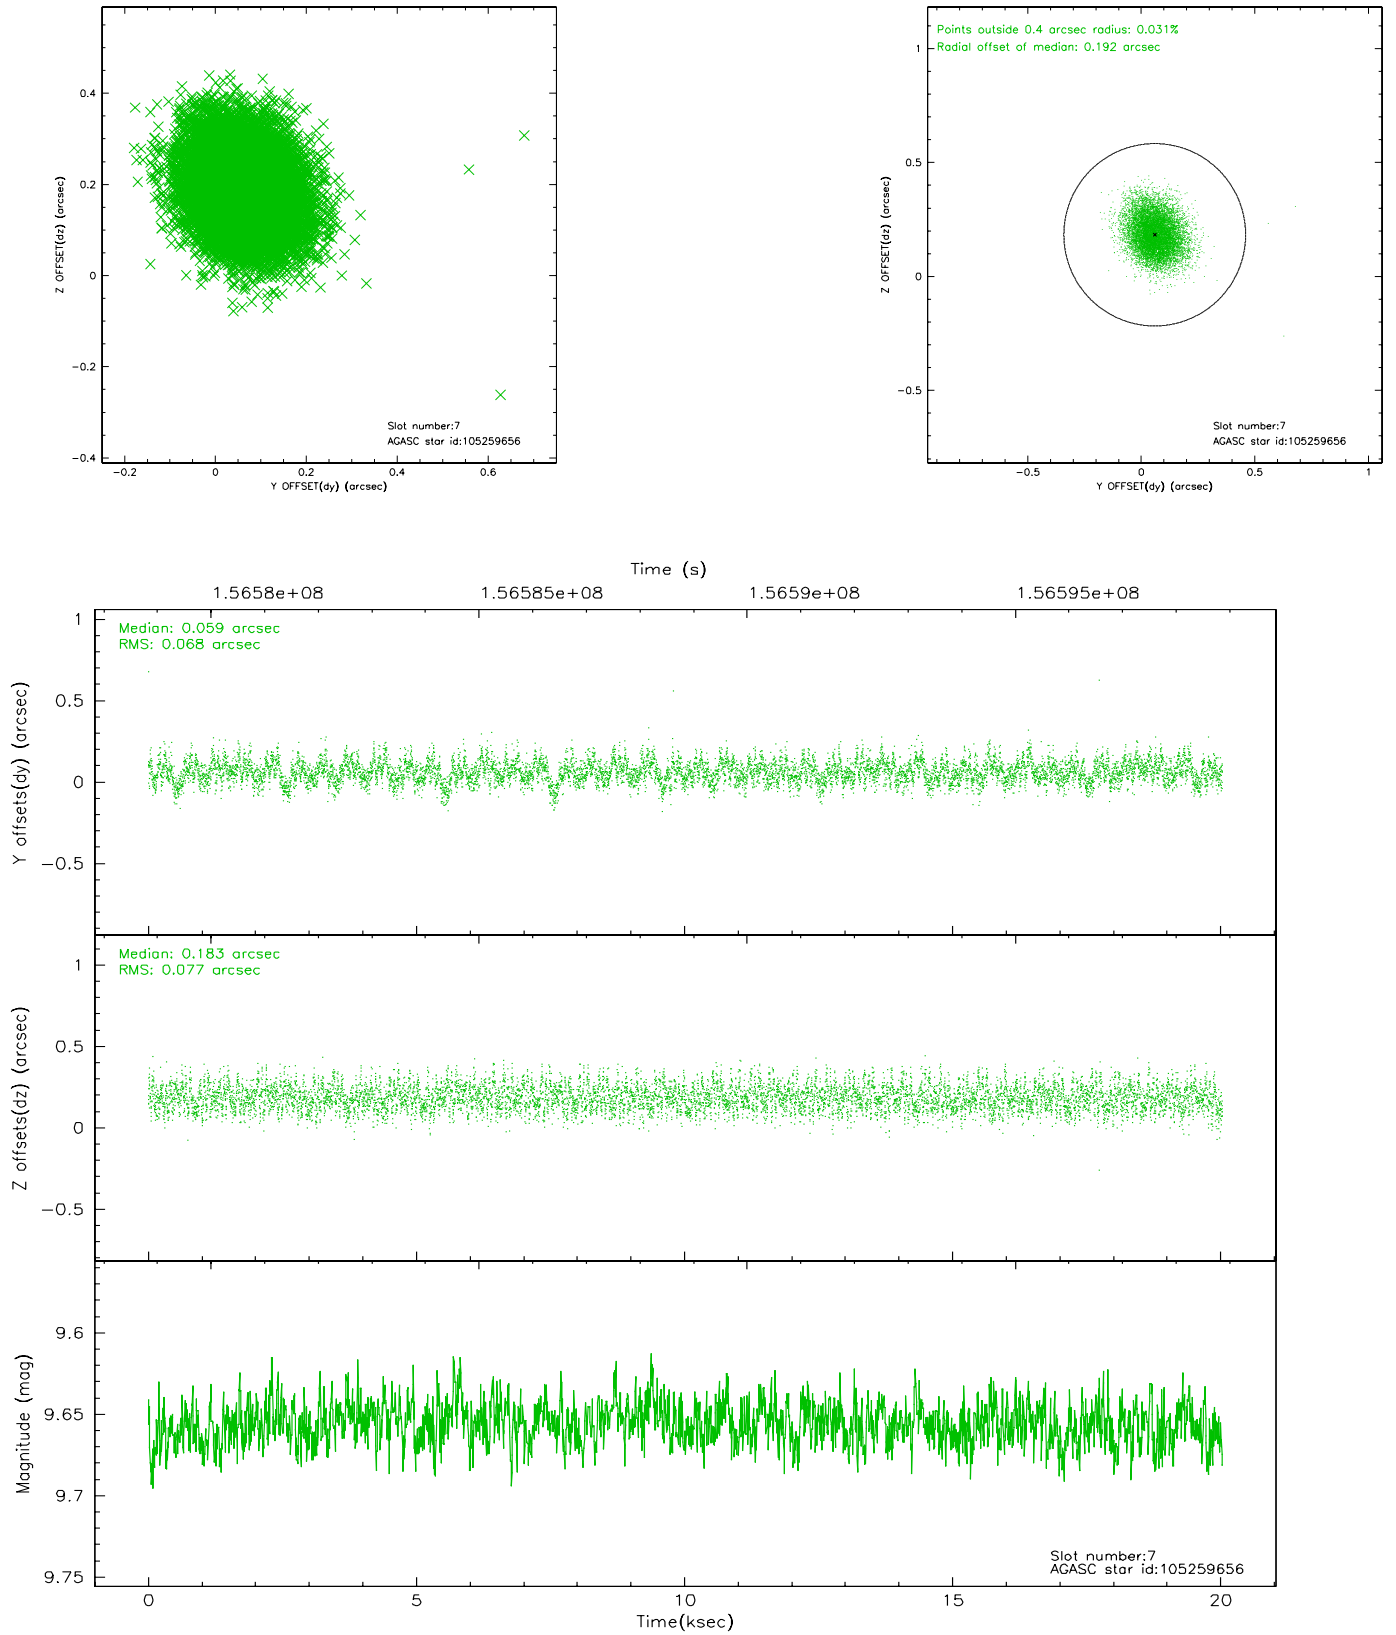 0.4
0.2
0
−0.2
−0.4
Z OFFSET(dz) (arcsec)
Slot number:7
AGASC star id:105259656
−0.2
0
0.2
0.4
0.6
Y OFFSET(dy) (arcsec)
Points outside 0.4 arcsec radius: 0.031%
Radial offset of median: 0.192 arcsec
1
0.5
0
−0.5
Z OFFSET(dz) (arcsec)
Slot number:7
AGASC star id:105259656
−0.5
0
0.5
1
Y OFFSET(dy) (arcsec)
Time (s)
1.5658e+08
1.56585e+08
1.5659e+08
1.56595e+08
Median: 0.059 arcsec
RMS: 0.068 arcsec
1
0.5
0
−0.5
Y offsets(dy) (arcsec)
Median: 0.183 arcsec
RMS: 0.077 arcsec
1
0.5
0
−0.5
Z offsets(dz) (arcsec)
9.6
9.65
9.7
9.75
Magnitude (mag)
Slot number:7
AGASC star id:105259656
0
5
10
15
20
Time(ksec)